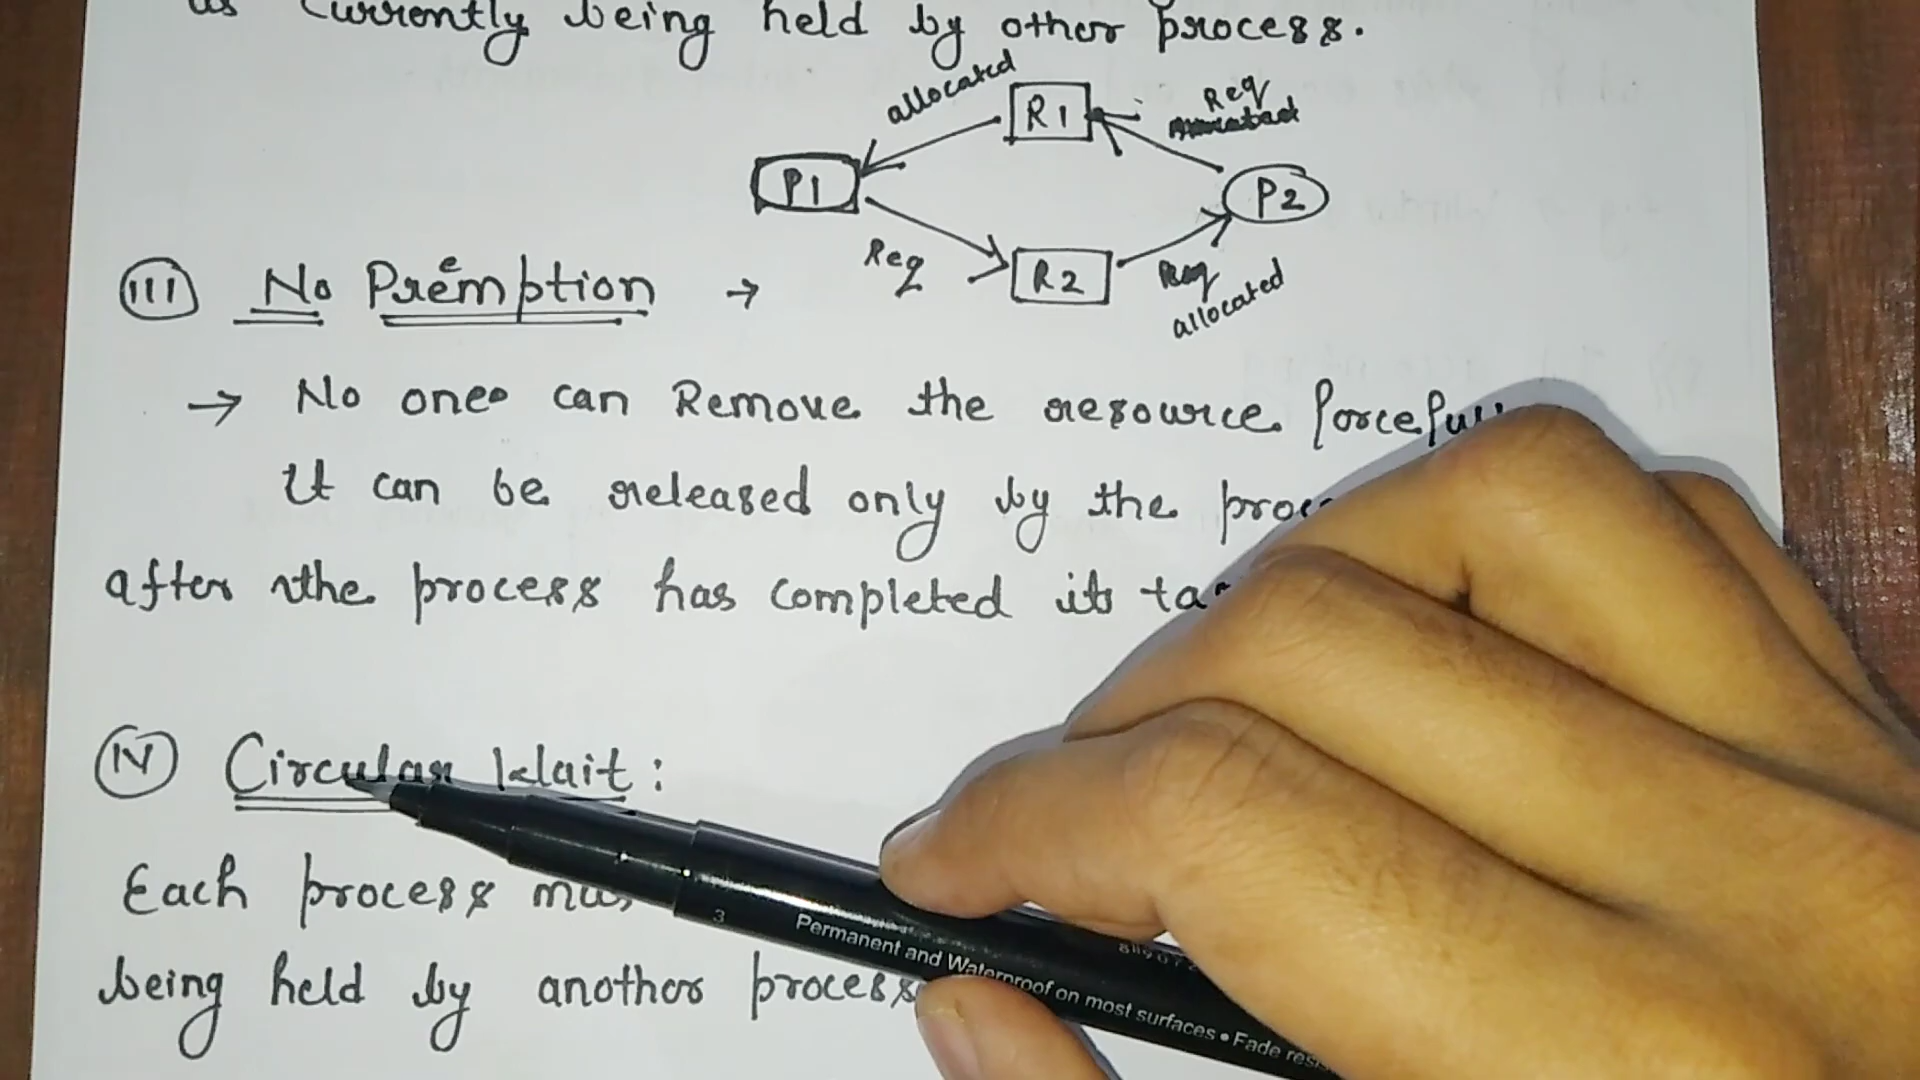 is currently being held by other process.
allocated
R1
Req
P1
P2
Req
R2
allocated
III No Preemption →
→ No one can Remove the resource
It can be released only by the
after the process has completed its
IV Circular Wait :
Each process
being held by another process
3
Permanent and Waterproof on most surfaces • Fade